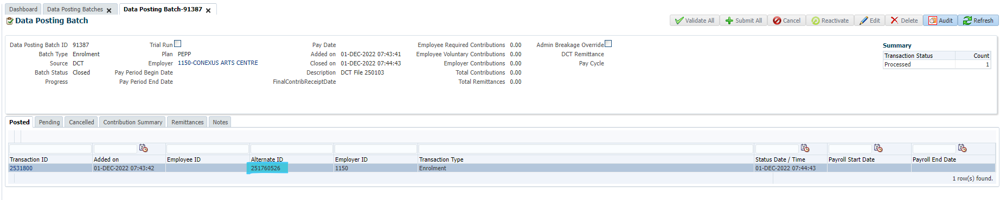 Dashboard Data Posting Batches Data Posting Batch-91387
Data Posting Batch
Validate All Submit All Cancel Reactivate Edit Delete Audit Refresh
Data Posting Batch ID 91387 Trial Run Pay Date Employee Required Contributions 0.00 Admin Breakage Override Summary
Batch Type Enrolment Plan PEPP Added on 01-DEC-2022 07:43:41 Employee Voluntary Contributions 0.00 DCT Remittance Transaction Status Count
Source DCT Employer 1150-CONEXUS ARTS CENTRE Closed on 01-DEC-2022 07:44:43 Employer Contributions 0.00 Pay Cycle Processed 1
Batch Status Closed Pay Period Begin Date Description DCT File 250103 Total Contributions 0.00
Progress Pay Period End Date FinalContribReceiptDate Total Remittances 0.00
Posted Pending Cancelled Contribution Summary Remittances Notes
Transaction ID Added on Employee ID Alternate ID Employer ID Transaction Type Status Date / Time Payroll Start Date Payroll End Date
2531800 01-DEC-2022 07:43:42 251760526 1150 Enrolment 01-DEC-2022 07:44:43
1 row(s) found.